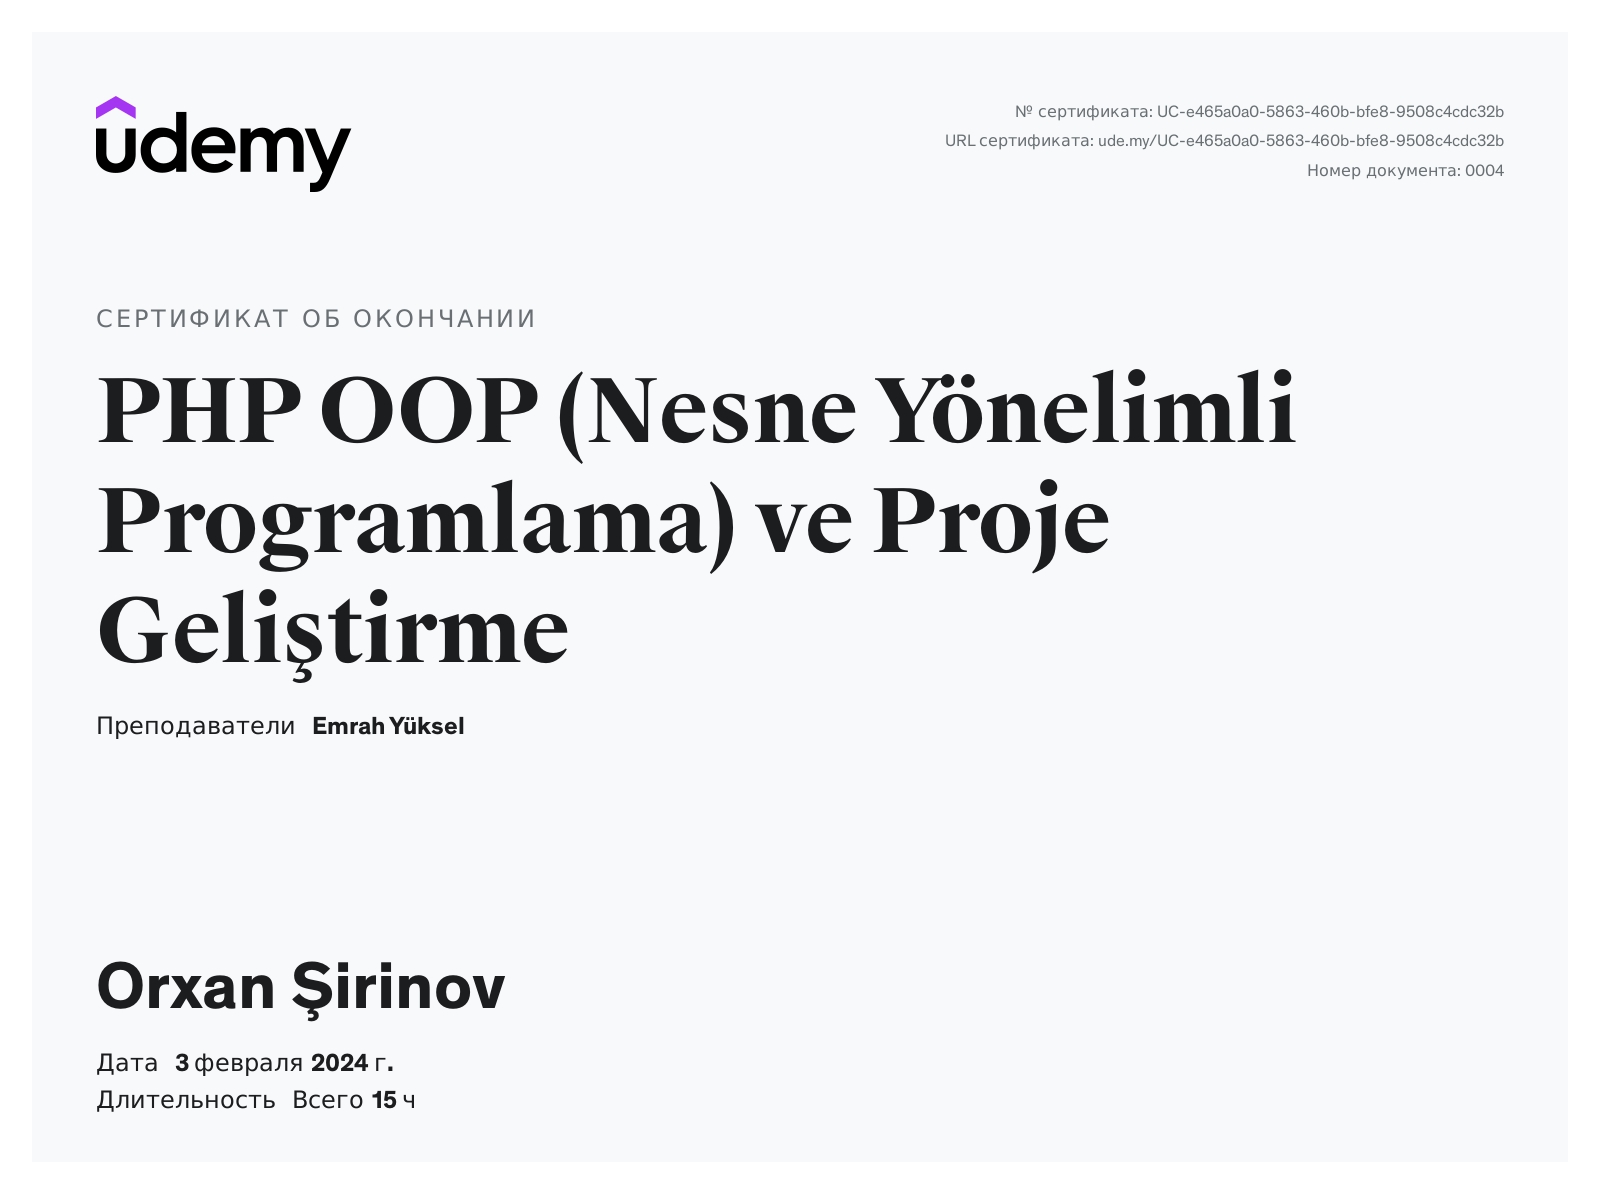 udemy
№ сертификата: UC-e465a0a0-5863-460b-bfe8-9508c4cdc32b
URL сертификата: ude.my/UC-e465a0a0-5863-460b-bfe8-9508c4cdc32b
Номер документа: 0004
СЕРТИФИКАТ ОБ ОКОНЧАНИИ
PHP OOP (Nesne Yönelimli
Programlama) ve Proje
Geliştirme
Преподаватели Emrah Yüksel
Orxan Şirinov
Дата 3 февраля 2024 г.
Длительность Всего 15 ч